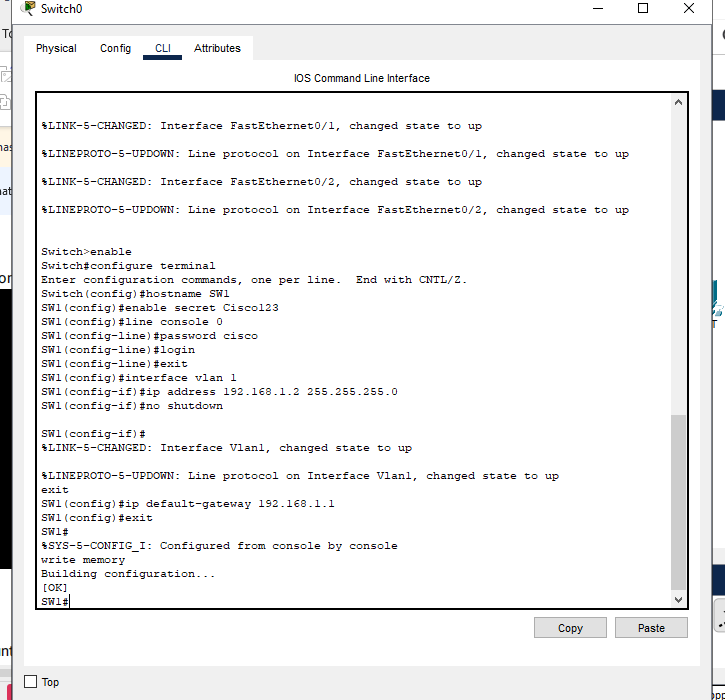 Switch0
Physical Config CLI Attributes
IOS Command Line Interface
%LINK-5-CHANGED: Interface FastEthernet0/1, changed state to up
%LINEPROTO-5-UPDOWN: Line protocol on Interface FastEthernet0/1, changed state to up
%LINK-5-CHANGED: Interface FastEthernet0/2, changed state to up
%LINEPROTO-5-UPDOWN: Line protocol on Interface FastEthernet0/2, changed state to up
Switch>enable
Switch#configure terminal
Enter configuration commands, one per line.  End with CNTL/Z.
Switch(config)#hostname SW1
SW1(config)#enable secret Cisco123
SW1(config)#line console 0
SW1(config-line)#password cisco
SW1(config-line)#login
SW1(config-line)#exit
SW1(config)#interface vlan 1
SW1(config-if)#ip address 192.168.1.2 255.255.255.0
SW1(config-if)#no shutdown
SW1(config-if)#
%LINK-5-CHANGED: Interface Vlan1, changed state to up
%LINEPROTO-5-UPDOWN: Line protocol on Interface Vlan1, changed state to up
exit
SW1(config)#ip default-gateway 192.168.1.1
SW1(config)#exit
SW1#
%SYS-5-CONFIG_I: Configured from console by console
write memory
Building configuration...
[OK]
SW1#
Copy Paste
Top